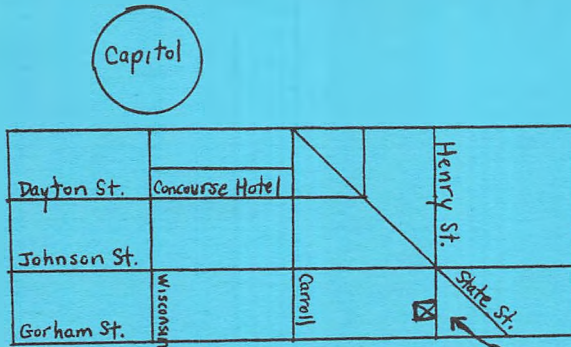 Capitol
Henry St.
Dayton St.
Concourse Hotel
Johnson St.
Wisconsin
Carroll
State St.
Gorham St.